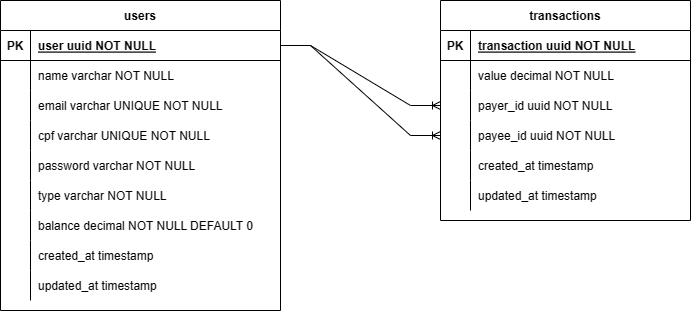 users
PK user uuid NOT NULL
name varchar NOT NULL
email varchar UNIQUE NOT NULL
cpf varchar UNIQUE NOT NULL
password varchar NOT NULL
type varchar NOT NULL
balance decimal NOT NULL DEFAULT 0
created_at timestamp
updated_at timestamp
transactions
PK transaction uuid NOT NULL
value decimal NOT NULL
payer_id uuid NOT NULL
payee_id uuid NOT NULL
created_at timestamp
updated_at timestamp